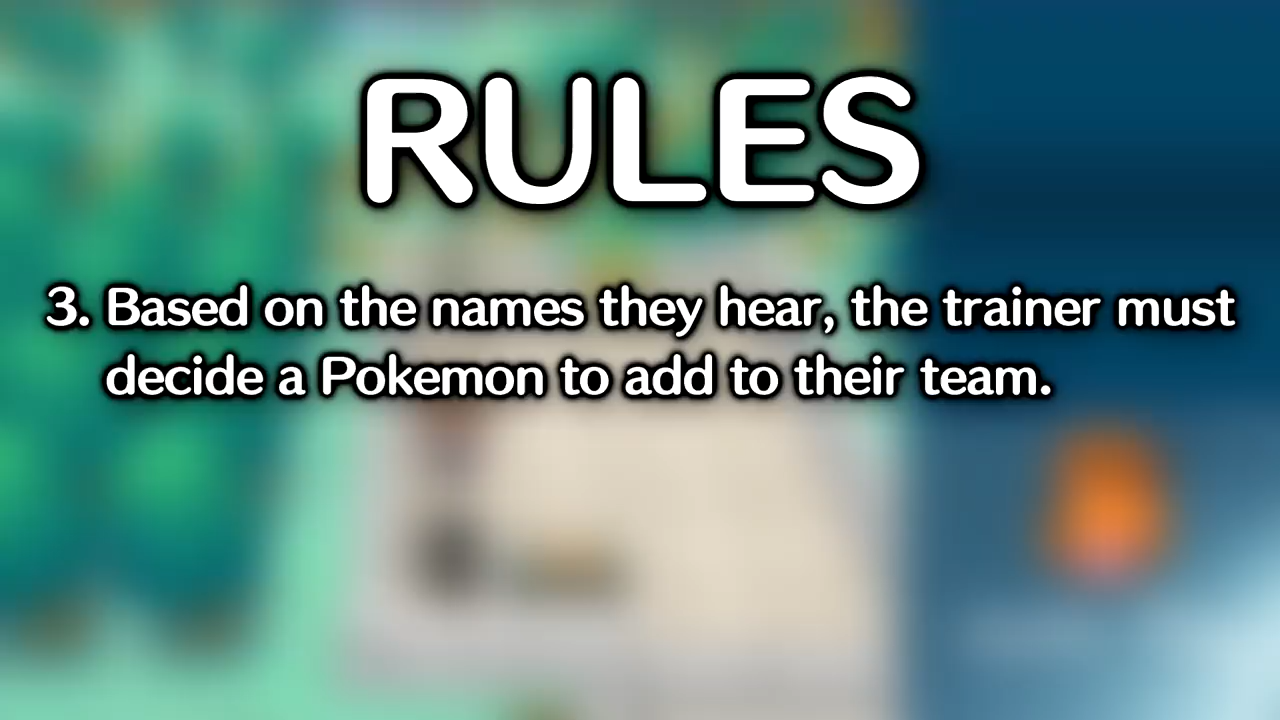 RULES
3. Based on the names they hear, the trainer must
decide a Pokemon to add to their team.